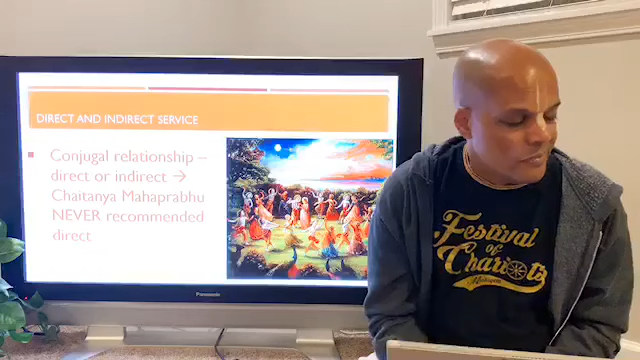 DIRECT AND INDIRECT SERVICE
Conjugal relationship –
direct or indirect →
Chaitanya Mahaprabhu
NEVER recommended
direct
Panasonic
Festival
of
Chariots